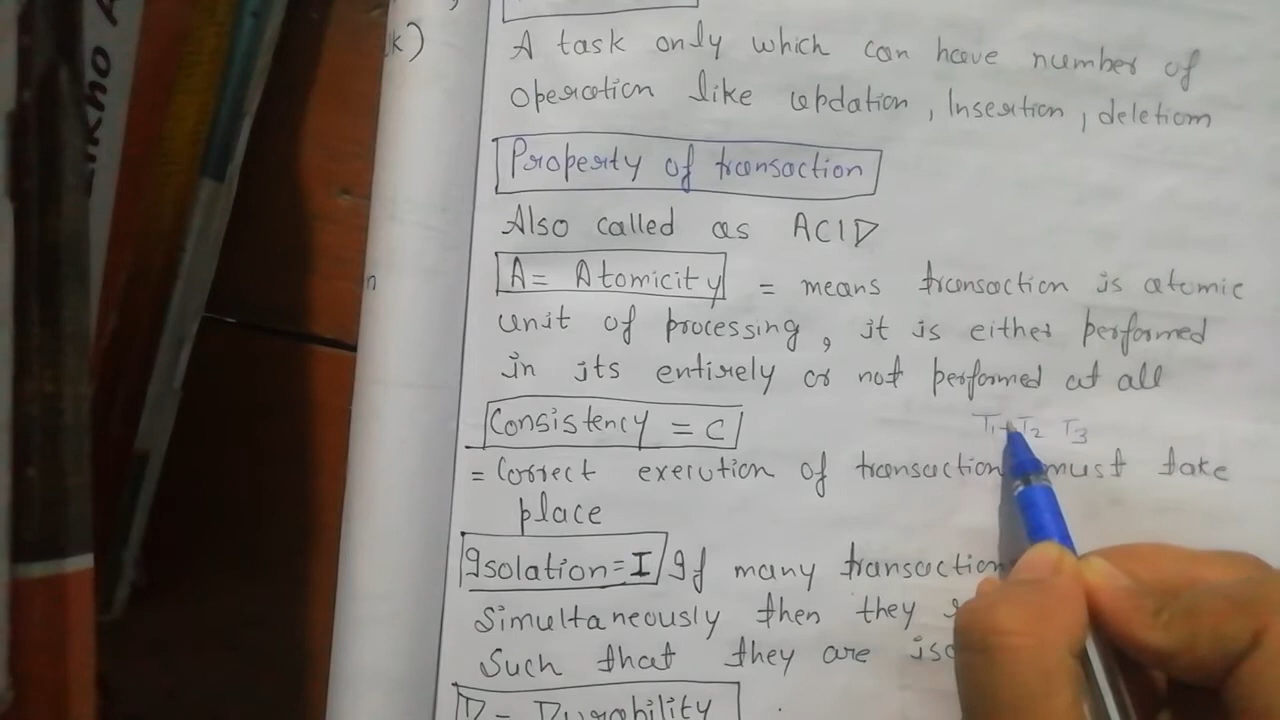 k)
A task only which can have number of
operation like updation, Insertion, deletion
Property of transaction
Also called as ACID
A = Atomicity = means transaction is atomic
unit of processing, it is either performed
in its entirely or not performed at all
Consistency = C
T1 T2 T3
= Correct execution of transaction must take
place
Isolation = I If many transaction
simultaneously then they
such that they are
D - Durability